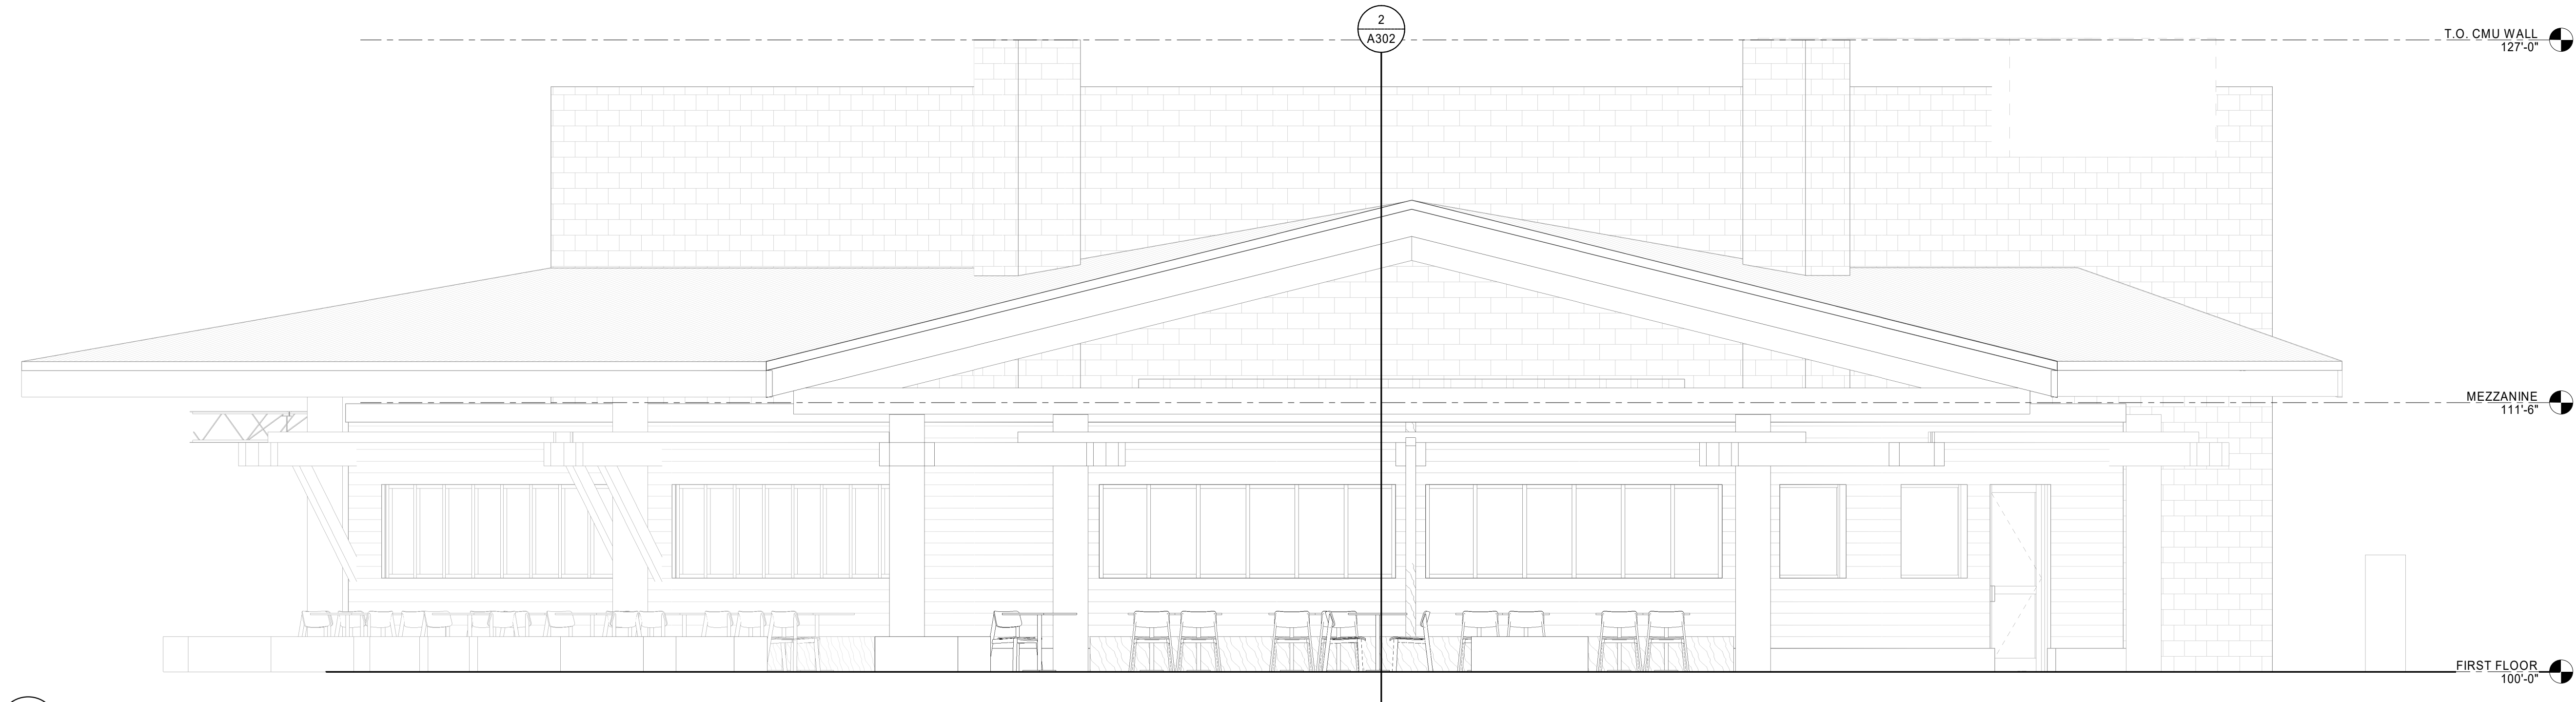 2
A302
T.O. CMU WALL
127'-0"
MEZZANINE
111'-6"
FIRST FLOOR
100'-0"